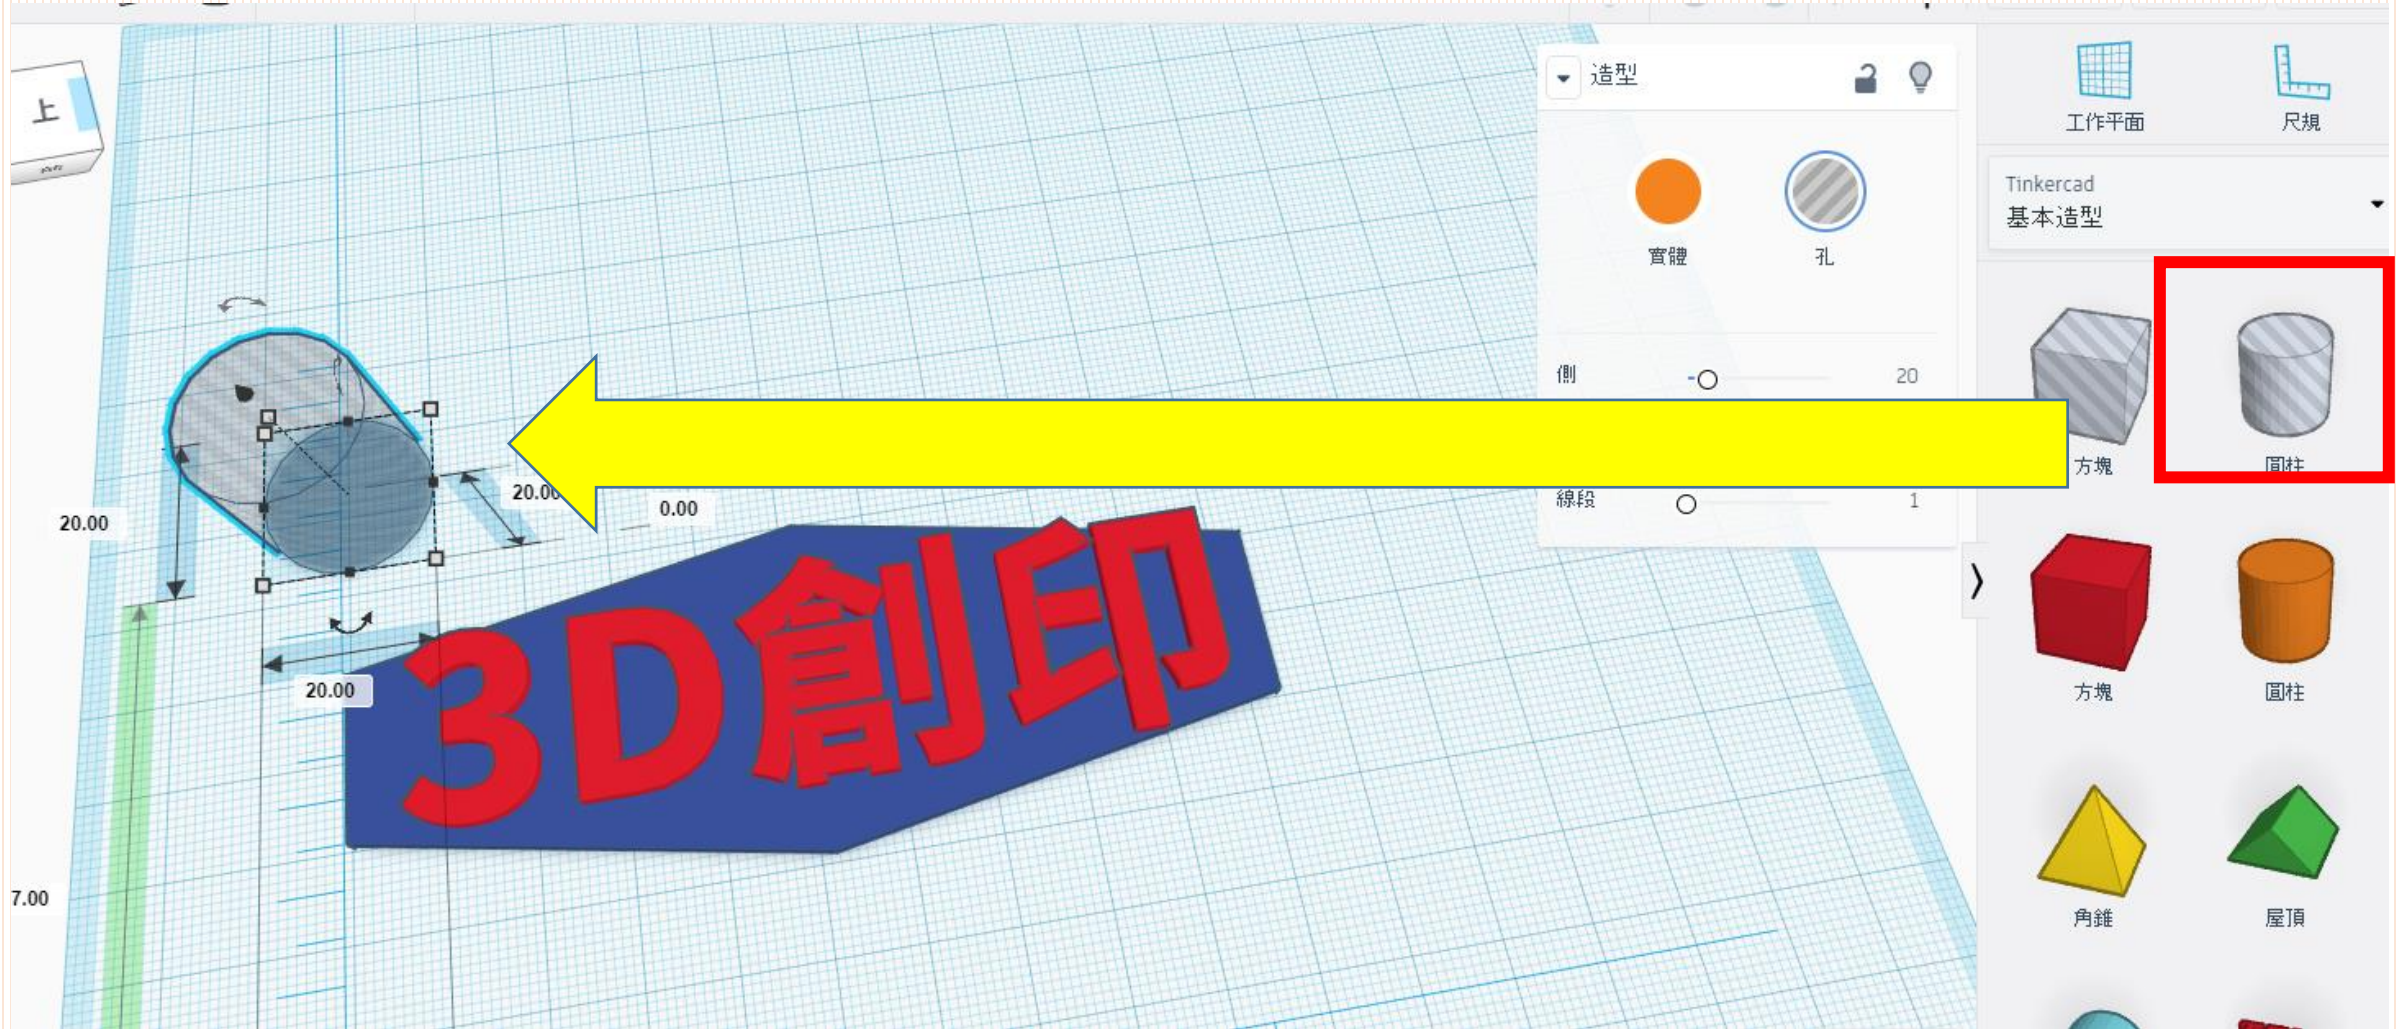 上
造型
工作平面
尺規
Tinkercad
基本造型
實體
孔
側
20
方塊
圓柱
線段
1
20.00
0.00
20.00
20.00
7.00
3D創印
方塊
圓柱
角錐
屋頂